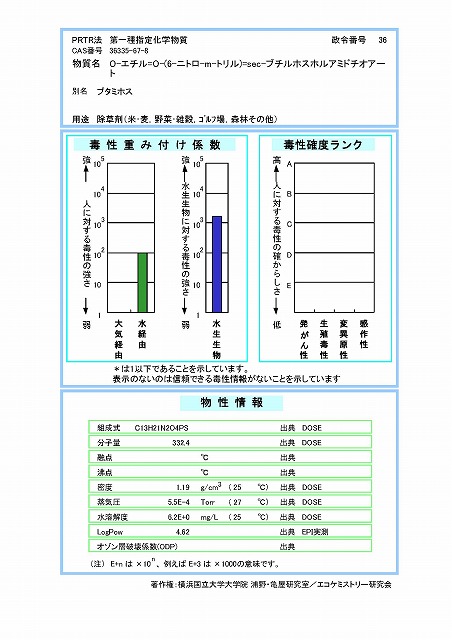 PRTR法 第一種指定化学物質 政令番号 36
CAS番号 36335-67-8
物質名 O-エチル=O-(6-ニトロ-m-トリル)=sec-ブチルホスホルアミドチオアー
ト
別名 ブタミホス
用途 除草剤(米・麦, 野菜・雑穀, ゴルフ場, 森林その他)
毒性重み付け係数
強
人に対する毒性の強さ
弱
10^5
10^4
10^3
10^2
10
1
大気経由
水経由
強
水生生物に対する毒性の強さ
弱
10^5
10^4
10^3
10^2
10
1
水生生物
毒性確度ランク
高
人に対する毒性の確からしさ
低
A
B
C
D
E
発がん性
生殖毒性
変異原性
感作性
*は1以下であることを示しています。
表示のないのは信頼できる毒性情報がないことを示しています
物性情報
組成式 C13H21N2O4PS 出典 DOSE
分子量 332.4 出典 DOSE
融点 ℃ 出典
沸点 ℃ 出典
密度 1.19 g/cm^3 (25 ℃) 出典 DOSE
蒸気圧 5.5E-4 Torr (27 ℃) 出典 DOSE
水溶解度 6.2E+0 mg/L (25 ℃) 出典 DOSE
LogPow 4.62 出典 EPI実測
オゾン層破壊係数(ODP) 出典
(注) E+n は ×10^n、例えば E+3 は ×1000の意味です。
著作権:横浜国立大学大学院 浦野・亀屋研究室/エコケミストリー研究会